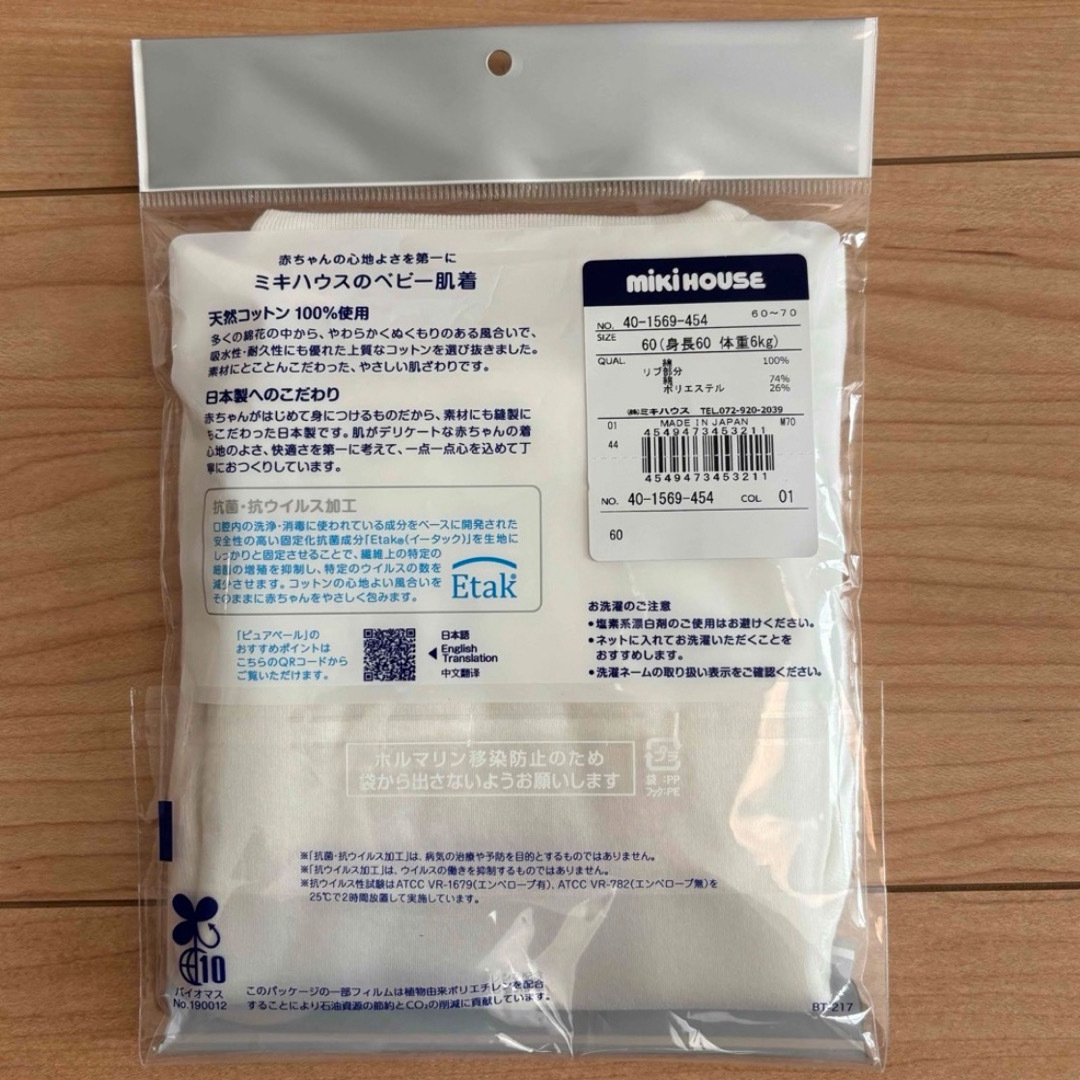 赤ちゃんの心地よさを第一に
ミキハウスのベビー肌着
天然コットン 100%使用
多くの綿花の中から、やわらかくぬくもりのある風合いで、
吸水性・耐久性にも優れた上質なコットンを選び抜きました。
素材にとことんこだわった、やさしい肌ざわりです。
日本製へのこだわり
赤ちゃんがはじめて身につけるものだから、素材にも縫製に
もこだわった日本製です。肌がデリケートな赤ちゃんの着
心地のよさ、快適さを第一に考えて、一点一点心を込めて丁
寧におつくりしています。
抗菌・抗ウイルス加工
口腔内の洗浄・消毒に使われている成分をベースに開発された
安全性の高い固定化抗菌成分「Etak®(イータック)」を生地に
しっかりと固定させることで、繊維上の特定の
細菌の増殖を抑制し、特定のウイルスの数を
減少させます。コットンの心地よい風合いを
そのままに赤ちゃんをやさしく包みます。
Etak®
「ピュアベール」の
おすすめポイントは
こちらのQRコードから
ご覧いただけます。
日本語
English
Translation
中文翻译
miki HOUSE
NO. 40-1569-454 60～70
SIZE 60(身長60 体重6kg)
QUAL. 綿 100%
リブ部分
綿 74%
ポリエステル 26%
(株)ミキハウス TEL.072-920-2039
01 MADE IN JAPAN M70
4549473453211
44
4549473453211
NO. 40-1569-454 COL 01
60
お洗濯のご注意
•塩素系漂白剤のご使用はお避けください。
•ネットに入れてお洗濯いただくことを
おすすめします。
•洗濯ネームの取り扱い表示をご確認ください。
ホルマリン移染防止のため
袋から出さないようお願いします
プラ
袋 :PP
フック:PE
※「抗菌・抗ウイルス加工」は、病気の治療や予防を目的とするものではありません。
※「抗ウイルス加工」は、ウイルスの働きを抑制するものではありません。
※抗ウイルス性試験はATCC VR-1679(エンベロープ有)、ATCC VR-782(エンベロープ無)を
25℃で2時間放置して実施しています。
10
バイオマス
No.190012
このパッケージの一部フィルムは植物由来ポリエチレンを配合
することにより石油資源の節約とCO₂の削減に貢献しています。
BT-217